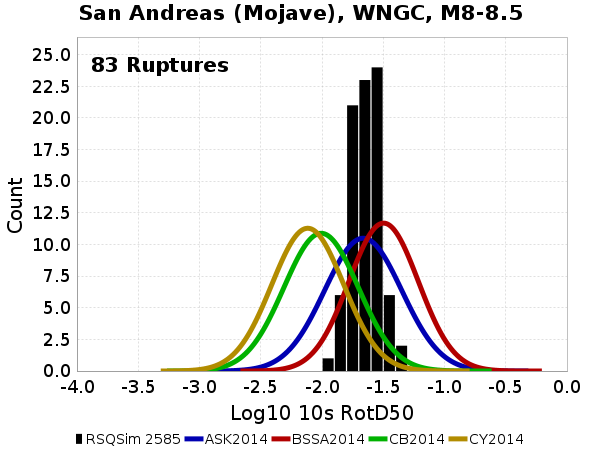 San Andreas (Mojave), WNGC, M8-8.5
83 Ruptures
Count
25.0
22.5
20.0
17.5
15.0
12.5
10.0
7.5
5.0
2.5
0.0
-4.0 -3.5 -3.0 -2.5 -2.0 -1.5 -1.0 -0.5 0.0
Log10 10s RotD50
RSQSim 2585 ASK2014 BSSA2014 CB2014 CY2014